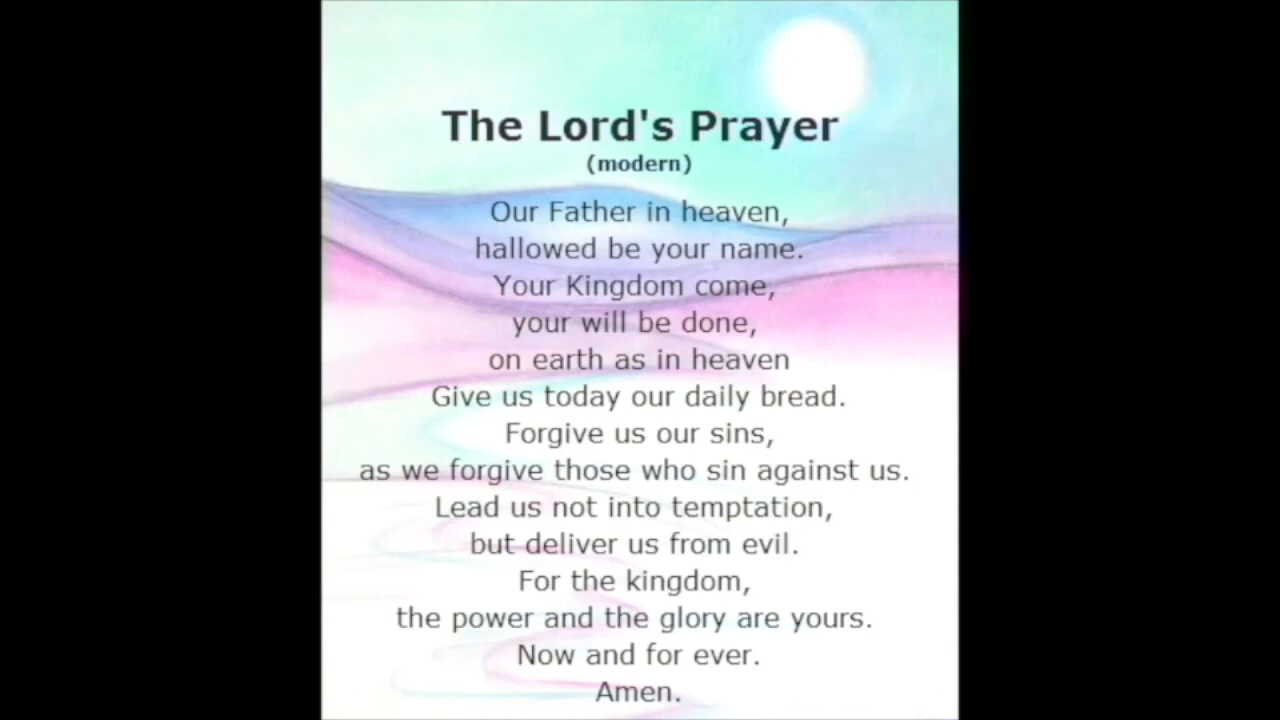 The Lord's Prayer
(modern)
Our Father in heaven,
hallowed be your name.
Your Kingdom come,
your will be done,
on earth as in heaven
Give us today our daily bread.
Forgive us our sins,
as we forgive those who sin against us.
Lead us not into temptation,
but deliver us from evil.
For the kingdom,
the power and the glory are yours.
Now and for ever.
Amen.